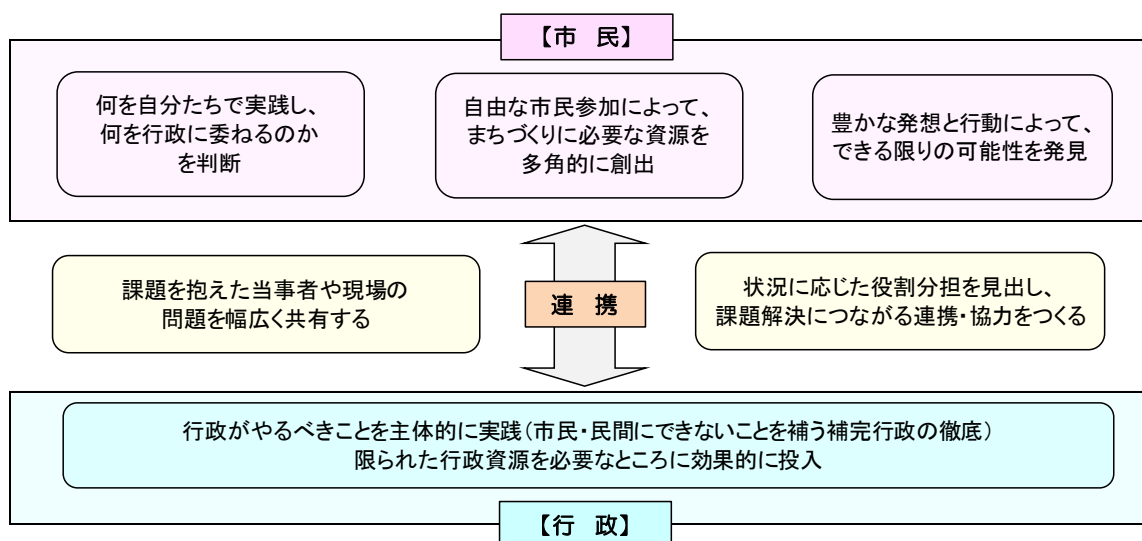 【市 民】
何を自分たちで実践し、
何を行政に委ねるのか
を判断
自由な市民参加によって、
まちづくりに必要な資源を
多角的に創出
豊かな発想と行動によって、
できる限りの可能性を発見
課題を抱えた当事者や現場の
問題を幅広く共有する
連 携
状況に応じた役割分担を見出し、
課題解決につながる連携・協力をつくる
行政がやるべきことを主体的に実践(市民・民間にできないことを補う補完行政の徹底)
限られた行政資源を必要なところに効果的に投入
【行 政】